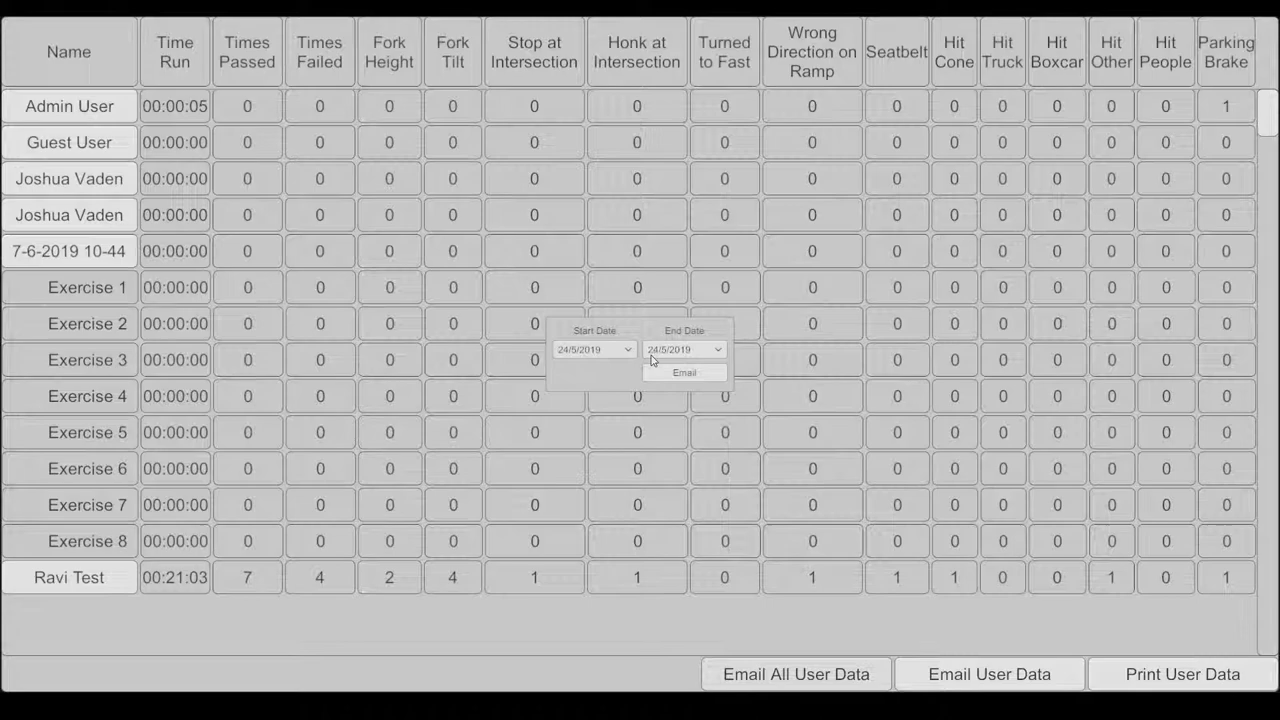 Name Time Run Times Passed Times Failed Fork Height Fork Tilt Stop at Intersection Honk at Intersection Turned to Fast Wrong Direction on Ramp Seatbelt Hit Cone Hit Truck Hit Boxcar Hit Other Hit People Parking Brake
Admin User 00:00:05 0 0 0 0 0 0 0 0 0 0 0 0 0 0 1
Guest User 00:00:00 0 0 0 0 0 0 0 0 0 0 0 0 0 0 0
Joshua Vaden 00:00:00 0 0 0 0 0 0 0 0 0 0 0 0 0 0 0
Joshua Vaden 00:00:00 0 0 0 0 0 0 0 0 0 0 0 0 0 0 0
7-6-2019 10-44 00:00:00 0 0 0 0 0 0 0 0 0 0 0 0 0 0 0
Exercise 1 00:00:00 0 0 0 0 0 0 0 0 0 0 0 0 0 0 0
Exercise 2 00:00:00 0 0 0 0 0 0 0 0 0 0 0 0 0 0
Start Date End Date
24/5/2019 24/5/2019
Exercise 3 00:00:00 0 0 0 0 0 0 0 0 0 0 0 0
Email
Exercise 4 00:00:00 0 0 0 0 0 0 0 0 0 0 0 0 0 0 0
Exercise 5 00:00:00 0 0 0 0 0 0 0 0 0 0 0 0 0 0 0
Exercise 6 00:00:00 0 0 0 0 0 0 0 0 0 0 0 0 0 0 0
Exercise 7 00:00:00 0 0 0 0 0 0 0 0 0 0 0 0 0 0 0
Exercise 8 00:00:00 0 0 0 0 0 0 0 0 0 0 0 0 0 0 0
Ravi Test 00:21:03 7 4 2 4 1 1 0 1 1 1 0 0 1 0 1
Email All User Data Email User Data Print User Data